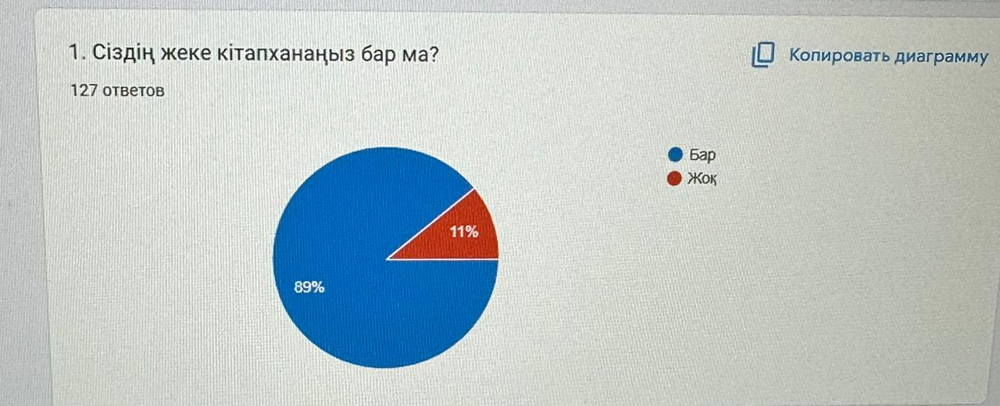 1. Сіздің жеке кітапханаңыз бар ма?
Копировать диаграмму
127 ответов
Бар
Жоқ
11%
89%